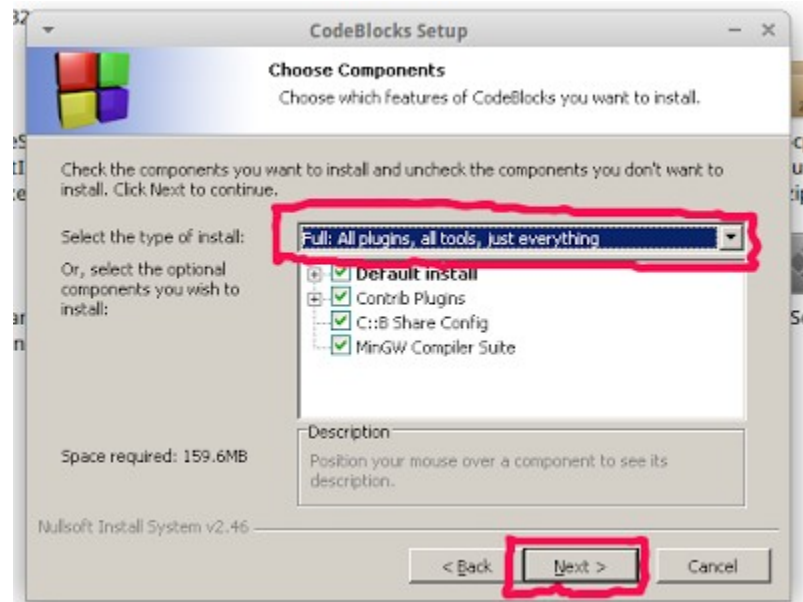 CodeBlocks Setup
Choose Components
Choose which features of CodeBlocks you want to install.
Check the components you want to install and uncheck the components you don't want to
install. Click Next to continue.
Select the type of install:
Full: All plugins, all tools, just everything
Or, select the optional
components you wish to
install:
Default install
Contrib Plugins
C::B Share Config
MinGW Compiler Suite
Space required: 159.6MB
Description
Position your mouse over a component to see its
description.
Nullsoft Install System v2.46
< Back
Next >
Cancel